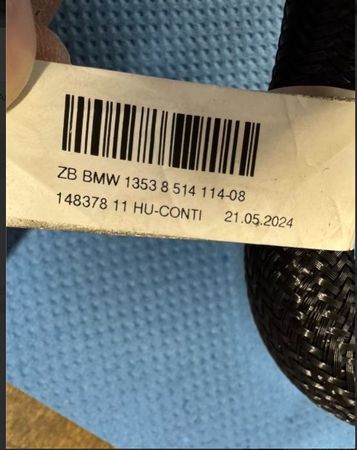 ZB BMW 1353 8 514 114-08
148378 11 HU-CONTI 21.05.2024